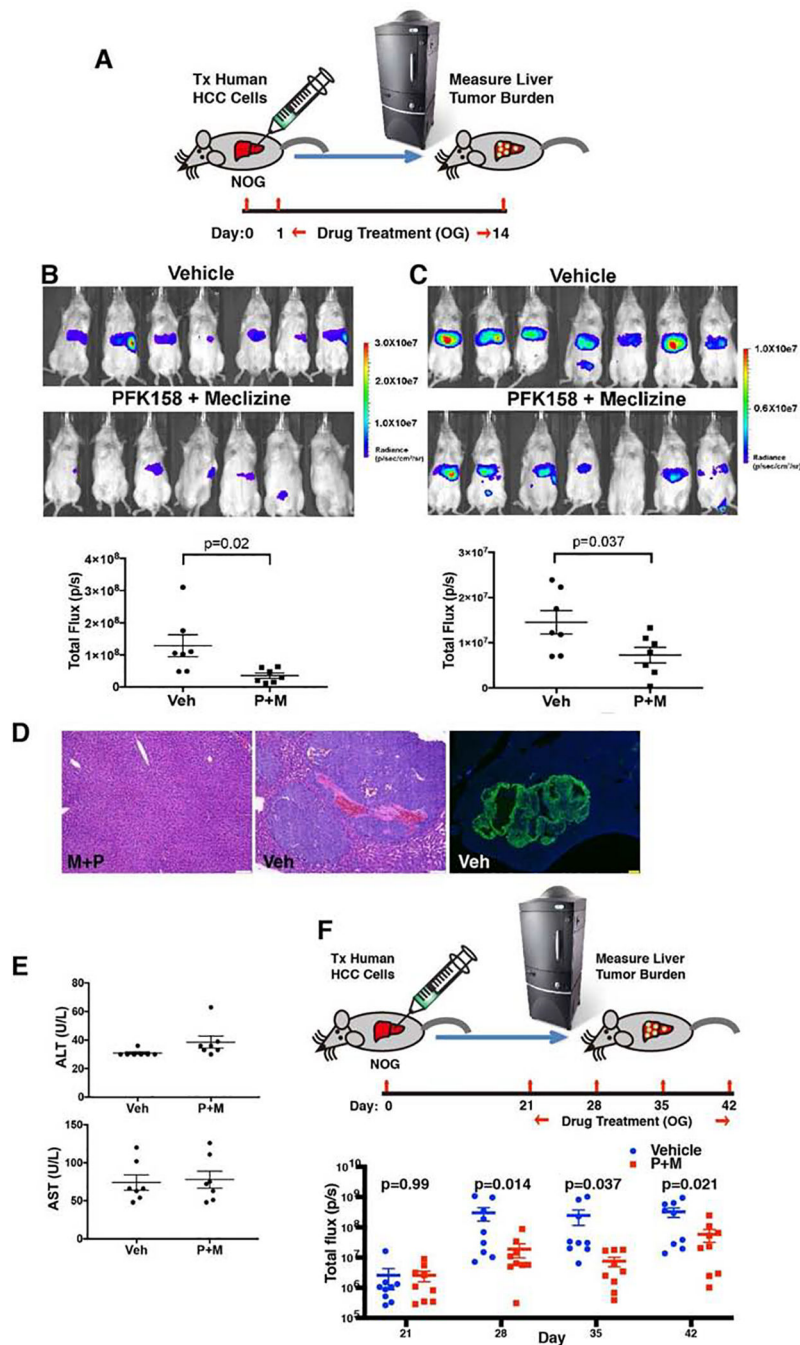 A
Tx Human
HCC Cells
Measure Liver
Tumor Burden
NOG
Day:0 1 Drug Treatment (OG) 14
B
Vehicle
3.0X10e7
2.0X10e7
1.0X10e7
PFK158 + Meclizine
Radiance
(p/sec/cm²/sr)
C
Vehicle
1.0X10e7
0.6X10e7
PFK158 + Meclizine
Radiance
(p/sec/cm²/sr)
p=0.02
Total Flux (p/s)
4×10⁸
3×10⁸
2×10⁸
1×10⁸
0
Veh P+M
p=0.037
Total Flux (p/s)
3×10⁷
2×10⁷
1×10⁷
0
Veh P+M
D
M+P
Veh
Veh
E
ALT (U/L)
80
60
40
20
0
Veh P+M
AST (U/L)
150
100
50
0
Veh P+M
F
Tx Human
HCC Cells
Measure Liver
Tumor Burden
NOG
Day: 0 21 28 35 42
Drug Treatment (OG)
Vehicle
P+M
p=0.99 p=0.014 p=0.037 p=0.021
Total flux (p/s)
10¹⁰
10⁹
10⁸
10⁷
10⁶
10⁵
21 28 35 42
Day